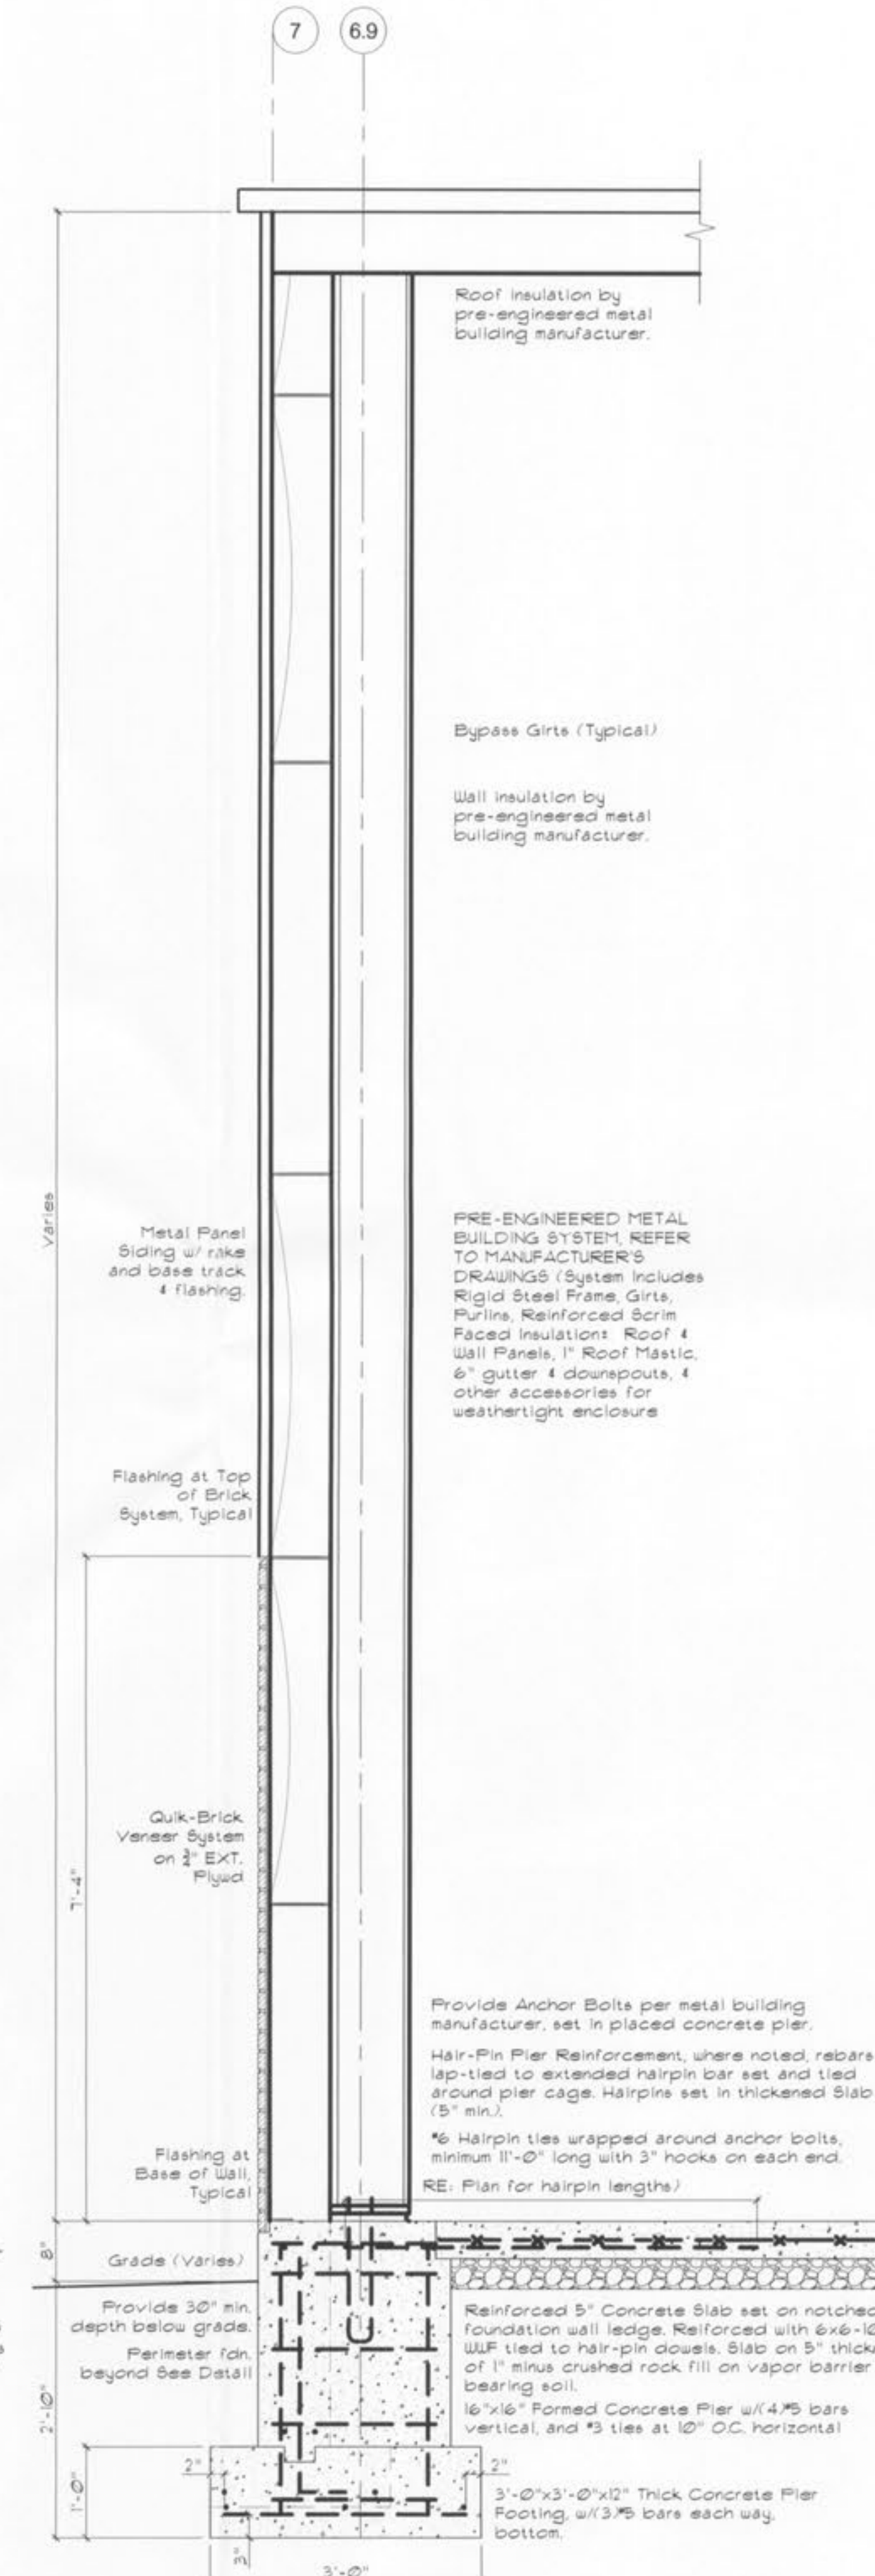 7 6.9
Roof insulation by
pre-engineered metal
building manufacturer.
Bypass Girts (Typical)
Wall insulation by
pre-engineered metal
building manufacturer.
Varies
Metal Panel
Siding w/ rake
and base track
& flashing.
PRE-ENGINEERED METAL
BUILDING SYSTEM, REFER
TO MANUFACTURER'S
DRAWINGS (System Includes
Rigid Steel Frame, Girts,
Purlins, Reinforced Scrim
Faced Insulation: Roof &
Wall Panels, 1" Roof Mastic,
6" gutter & downspouts, &
other accessories for
weathertight enclosure
Flashing at Top
of Brick
System, Typical
Quik-Brick
Veneer System
on 3/4" EXT.
Plywd
7'-4"
Provide Anchor Bolts per metal building
manufacturer, set in placed concrete pier.
Hair-Pin Pier Reinforcement, where noted, rebars
lap-tied to extended hairpin bar set and tied
around pier cage. Hairpins set in thickened Slab
(5" min.).
#6 Hairpin ties wrapped around anchor bolts,
minimum 11'-0" long with 3" hooks on each end.
RE: Plan for hairpin lengths)
Flashing at
Base of Wall,
Typical
8"
Grade (Varies)
Provide 30" min.
depth below grade.
Perimeter fdn.
beyond See Detail
2'-10"
Reinforced 5" Concrete Slab set on notched
foundation wall ledge. Reiforced with 6x6-10
WWF tied to hair-pin dowels. Slab on 5" thick
of 1" minus crushed rock fill on vapor barrier
bearing soil.
16"x16" Formed Concrete Pier w/(4)#5 bars
vertical, and #3 ties at 10" O.C. horizontal
2" 2"
1'-0"
3'-0"x3'-0"x12" Thick Concrete Pier
Footing, w/(3)#5 bars each way,
bottom.
3"
3'-0"